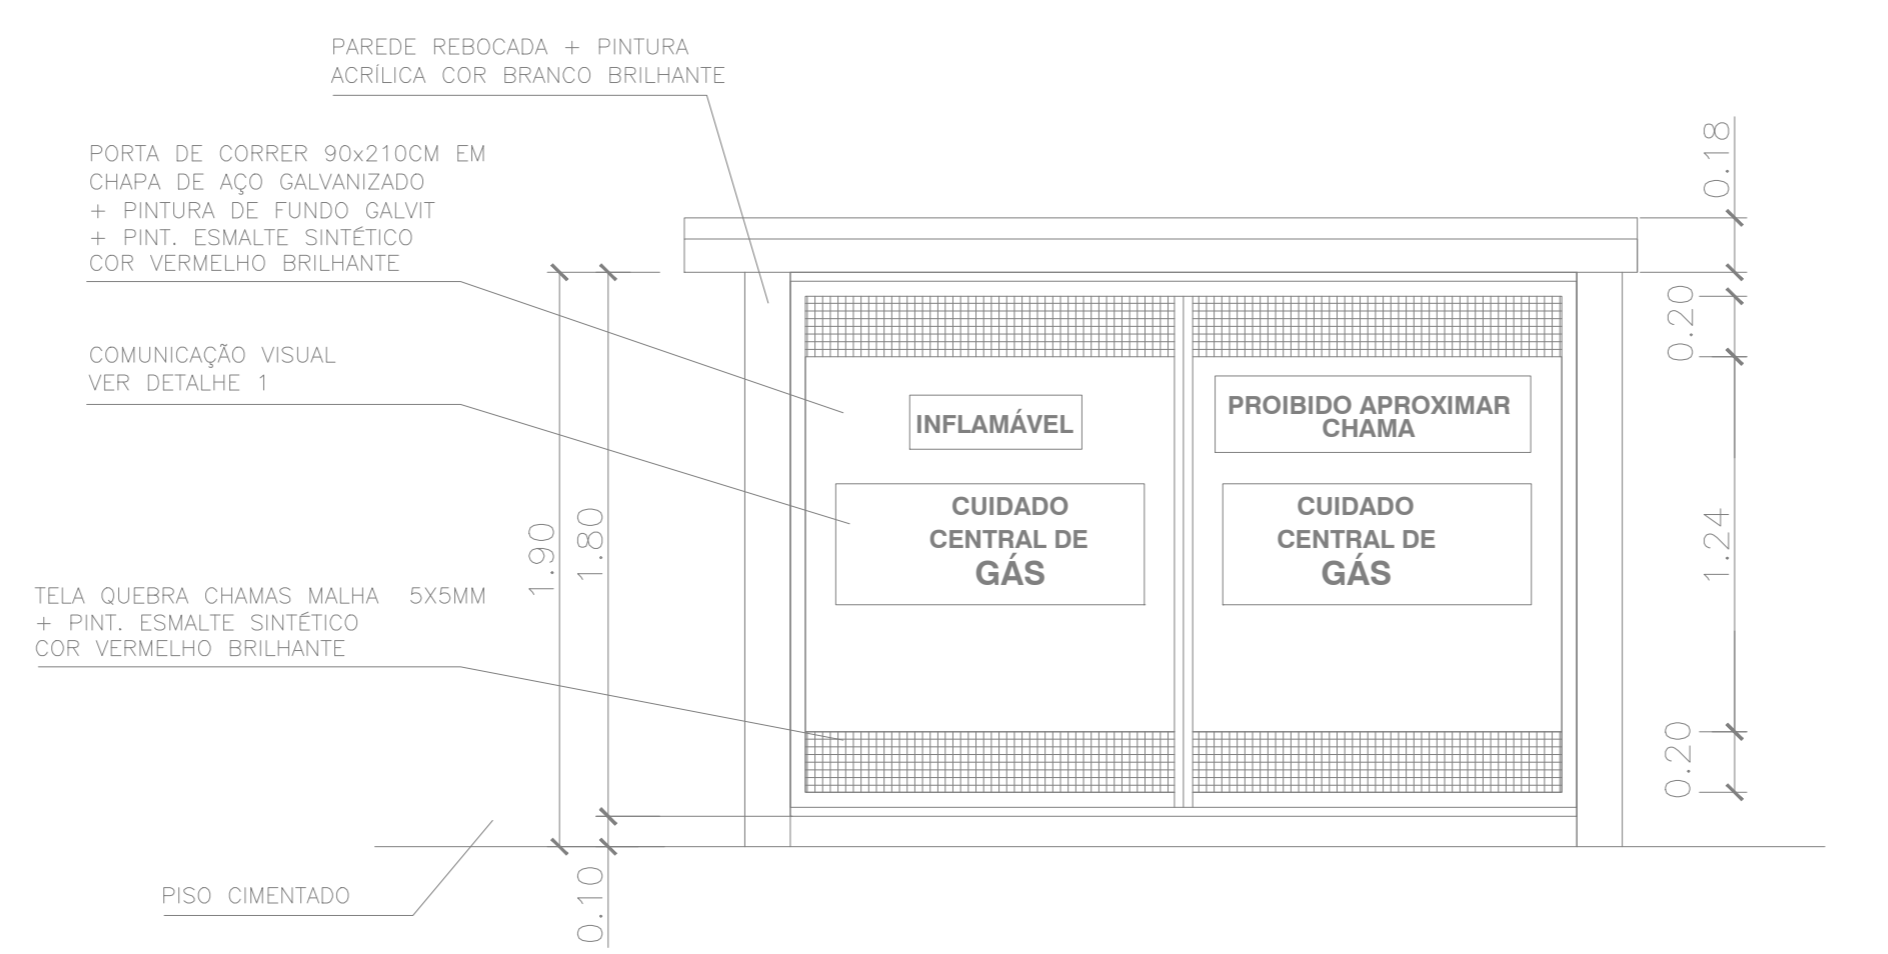 PAREDE REBOCADA + PINTURA
ACRÍLICA COR BRANCO BRILHANTE
PORTA DE CORRER 90x210CM EM
CHAPA DE AÇO GALVANIZADO
+ PINTURA DE FUNDO GALVIT
+ PINT. ESMALTE SINTÉTICO
COR VERMELHO BRILHANTE
COMUNICAÇÃO VISUAL
VER DETALHE 1
TELA QUEBRA CHAMAS MALHA 5X5MM
+ PINT. ESMALTE SINTÉTICO
COR VERMELHO BRILHANTE
PISO CIMENTADO
1.90
1.80
0.10
INFLAMÁVEL
CUIDADO
CENTRAL DE
GÁS
PROIBIDO APROXIMAR
CHAMA
CUIDADO
CENTRAL DE
GÁS
0.18
0.20
1.24
0.20